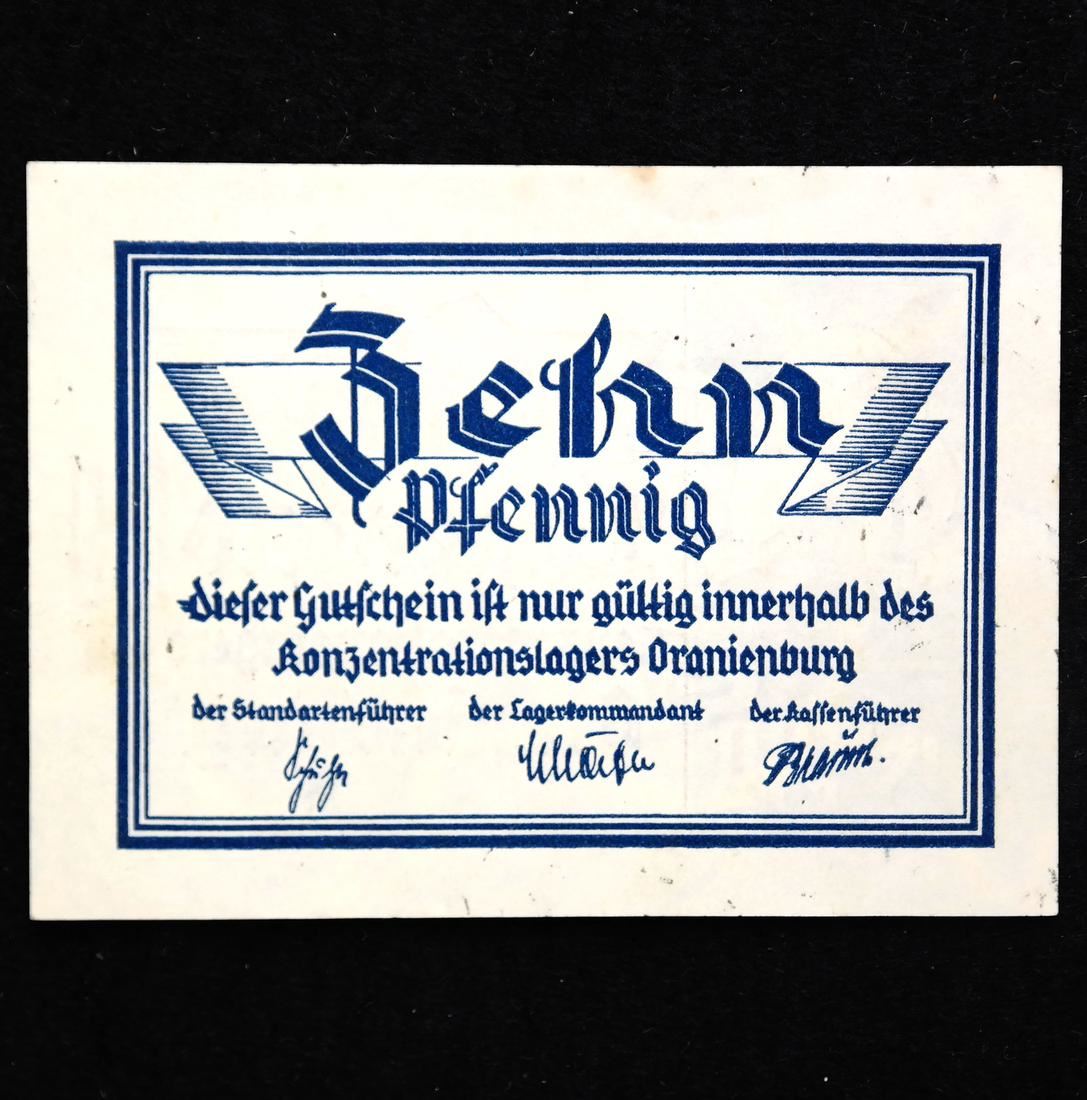 Zehn
Pfennig
dieser Gutschein ist nur gültig innerhalb des
Konzentrationslagers Oranienburg
der Standartenführer der Lagerkommandant der Kassenführer